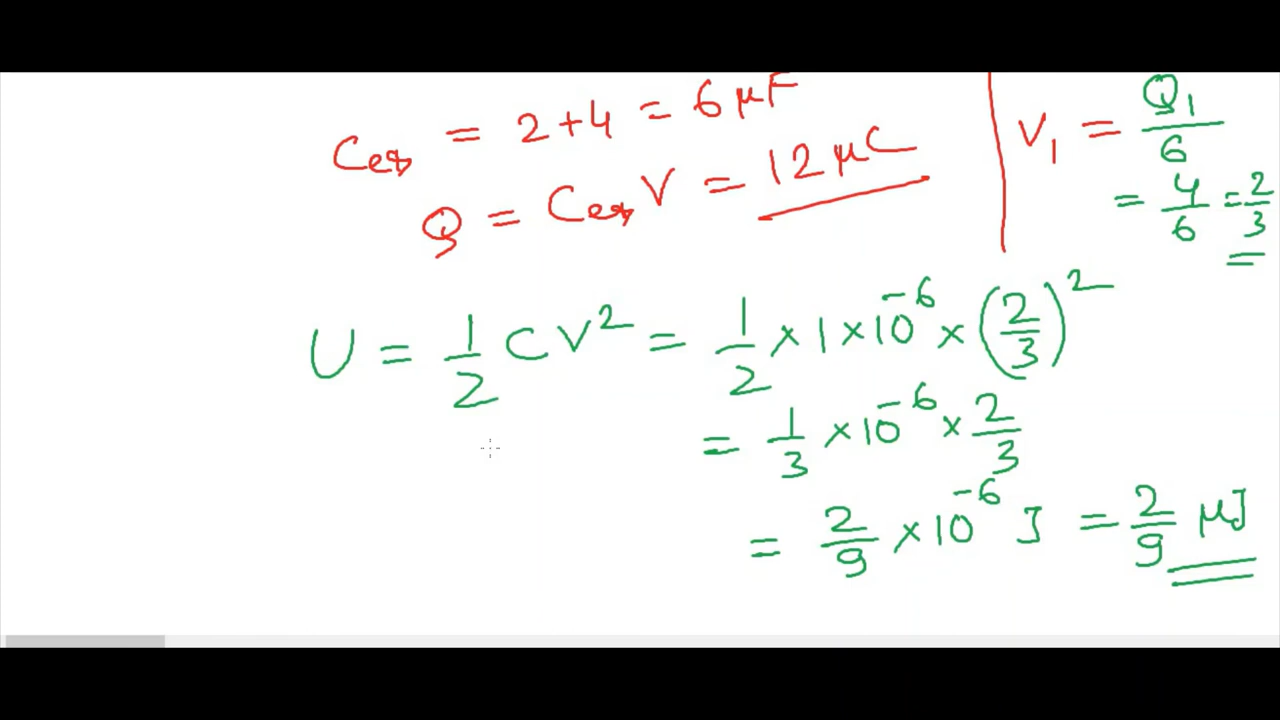 Ceq = 2+4 = 6 μF
Q = Ceq V = 12 μC
V₁ = Q₁/6
= 4/6 = 2/3
U = 1/2 CV² = 1/2 × 1 × 10⁻⁶ × (2/3)²
= 1/3 × 10⁻⁶ × 2/3
= 2/9 × 10⁻⁶ J = 2/9 μJ